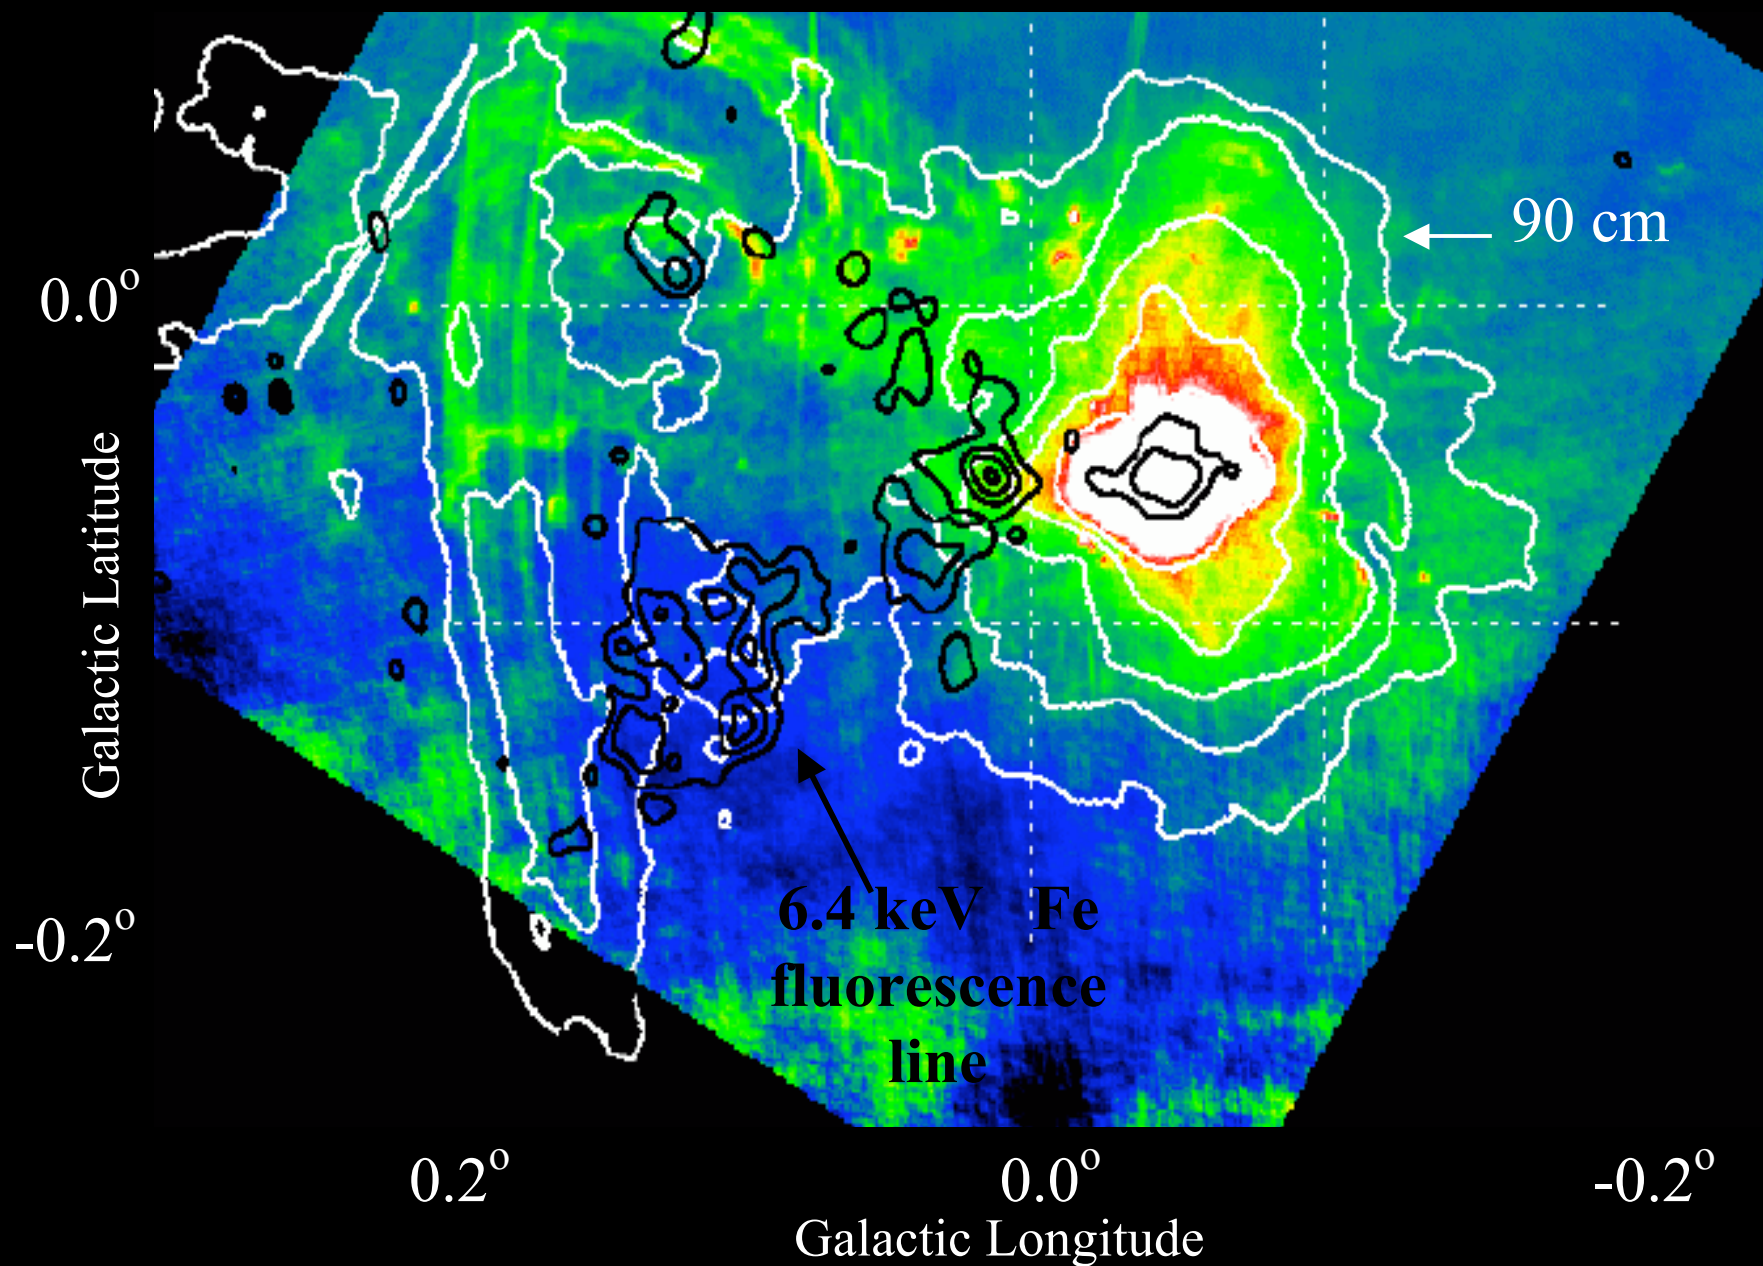 90 cm
0.0°
Galactic Latitude
6.4 keV Fe
fluorescence
line
-0.2°
0.2°
0.0°
-0.2°
Galactic Longitude